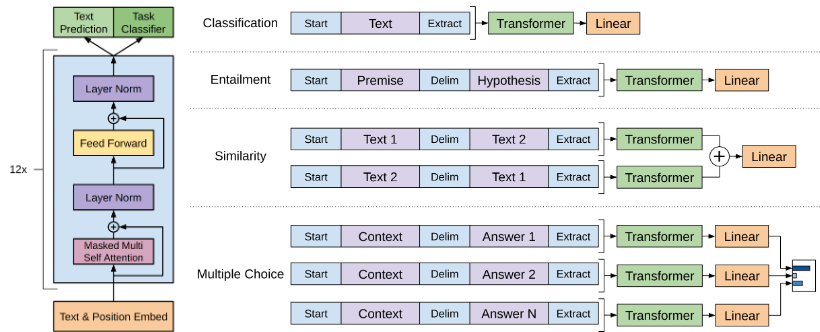 Text
Prediction
Task
Classifier
12x
Layer Norm
Feed Forward
Layer Norm
Masked Multi
Self Attention
Text & Position Embed
Classification
Start Text Extract Transformer Linear
Entailment
Start Premise Delim Hypothesis Extract Transformer Linear
Similarity
Start Text 1 Delim Text 2 Extract Transformer
Start Text 2 Delim Text 1 Extract Transformer
Linear
Multiple Choice
Start Context Delim Answer 1 Extract Transformer Linear
Start Context Delim Answer 2 Extract Transformer Linear
Start Context Delim Answer N Extract Transformer Linear